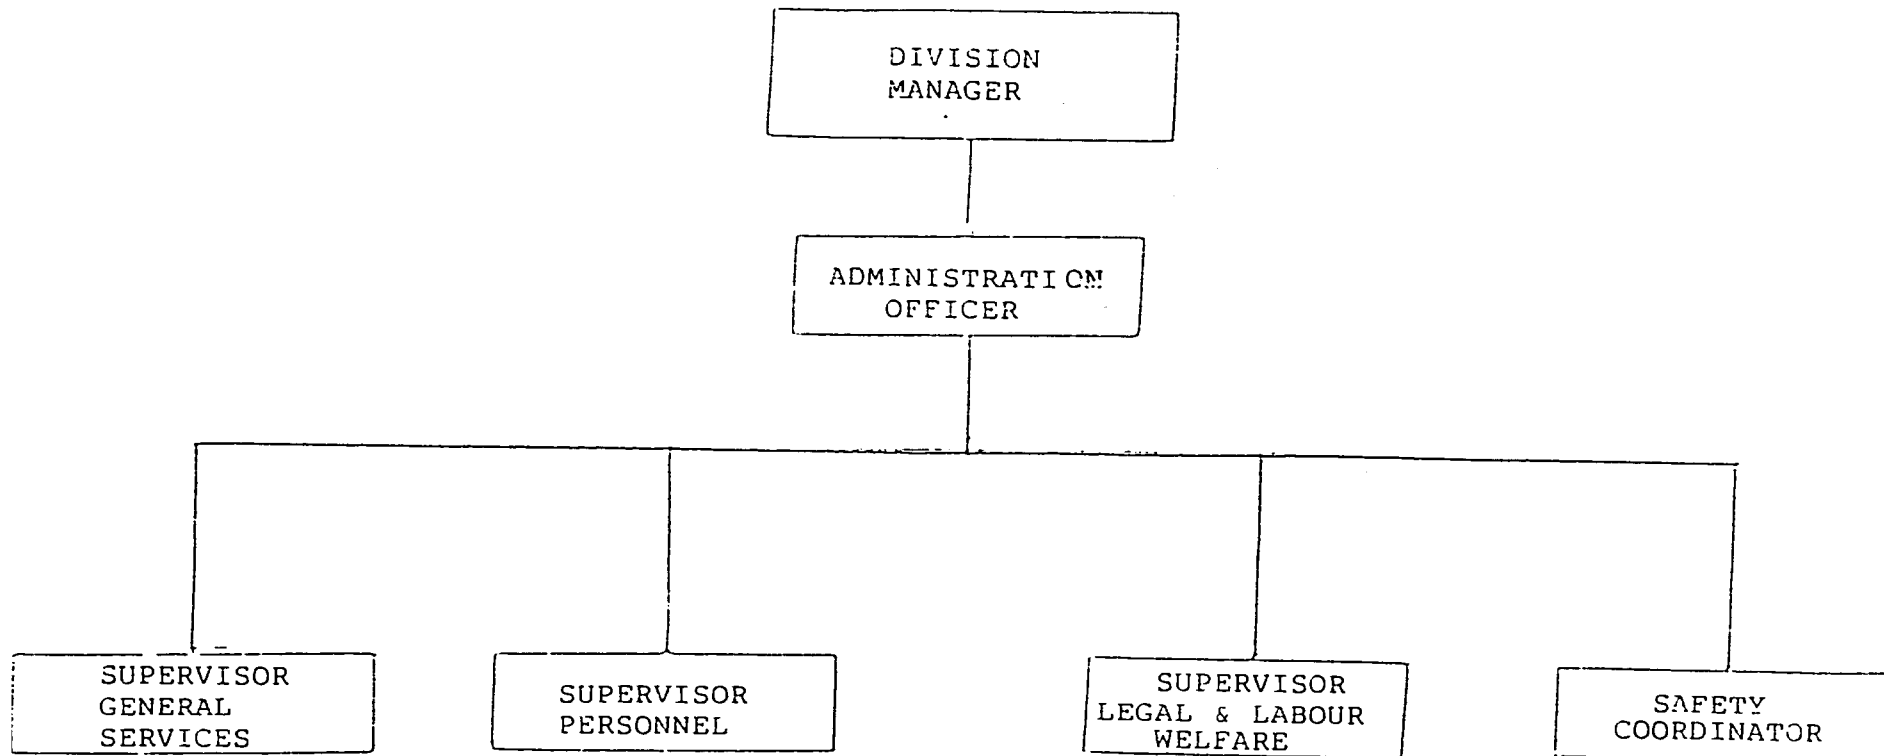 DIVISION
MANAGER
ADMINISTRATION
OFFICER
SUPERVISOR
GENERAL
SERVICES
SUPERVISOR
PERSONNEL
SUPERVISOR
LEGAL & LABOUR
WELFARE
SAFETY
COORDINATOR